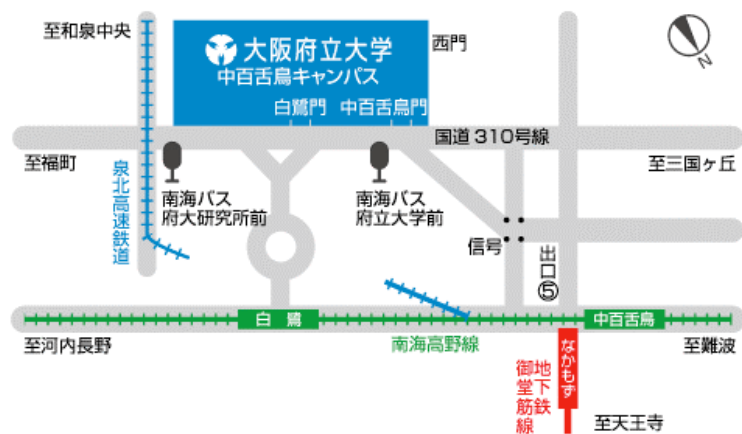 至和泉中央
大阪府立大学
中百舌鳥キャンパス
西門
N
白鷺門
中百舌鳥門
国道310号線
至福町
至三国ヶ丘
泉北高速鉄道
南海バス
府大研究所前
南海バス
府立大学前
信号
出口⑤
白鷺
中百舌鳥
至河内長野
南海高野線
なかもず
至難波
地下鉄
御堂筋線
至天王寺